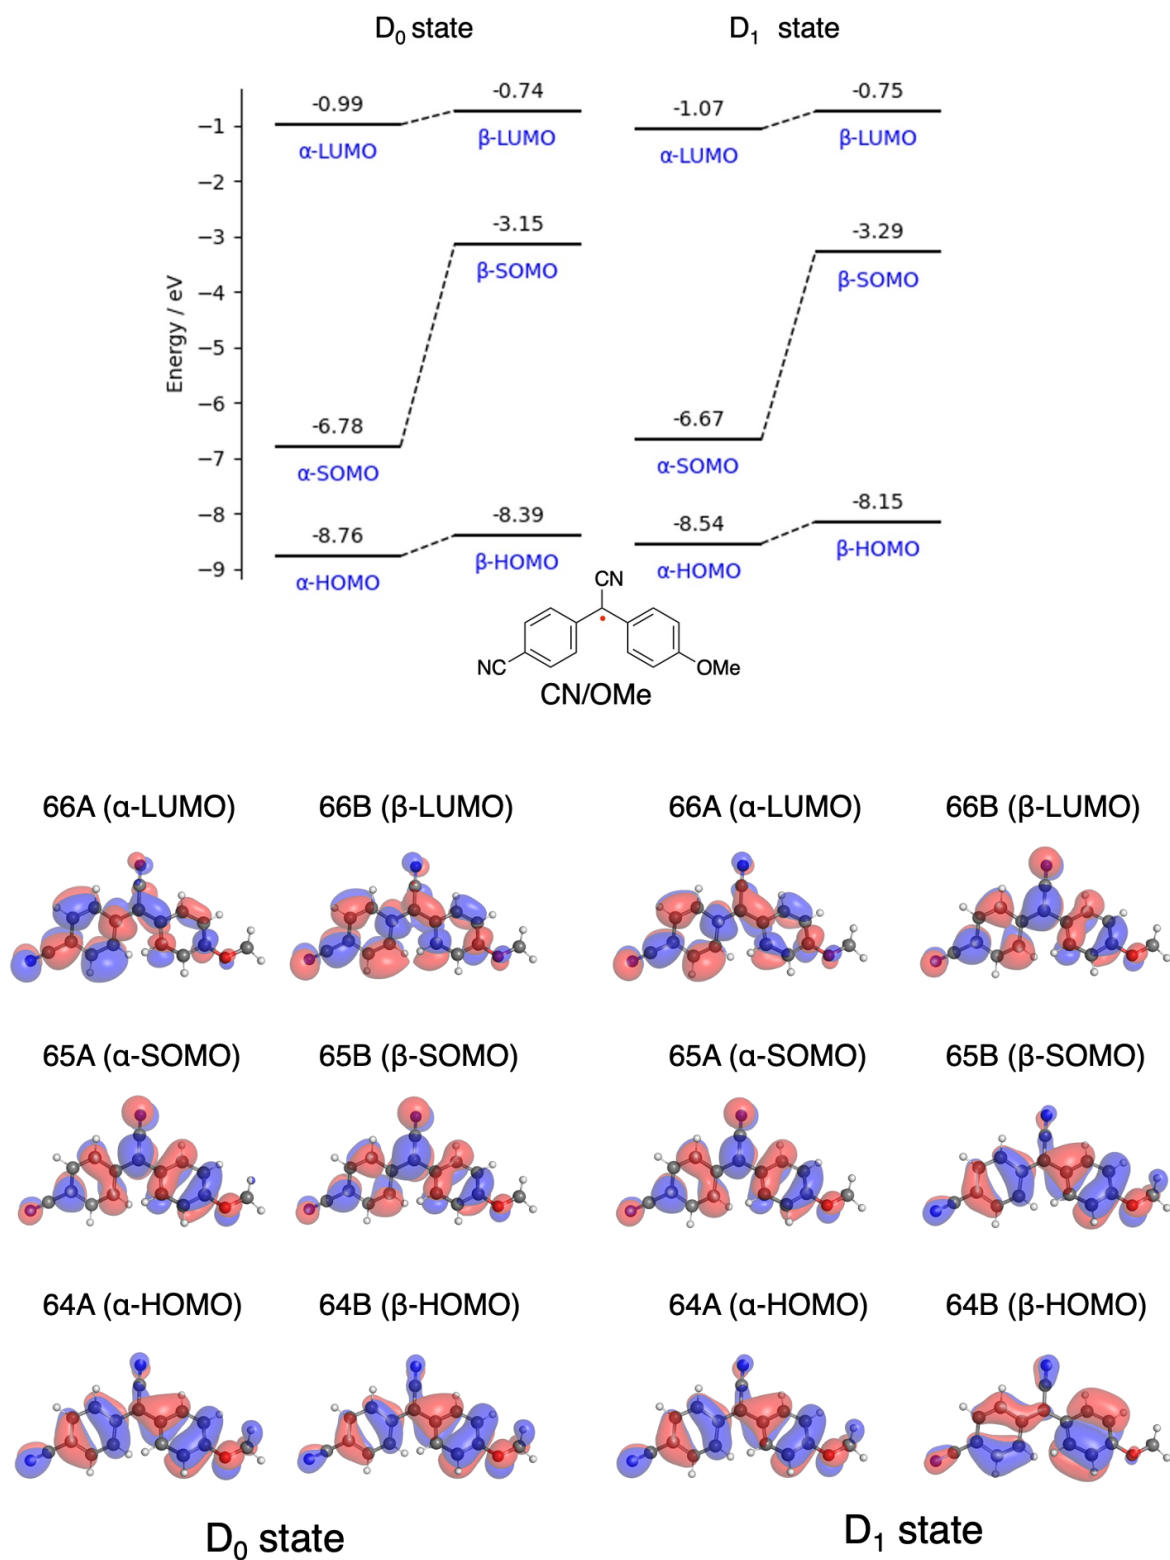 D₀ state D₁ state
-0.99 -0.74 -1.07 -0.75
−1
α-LUMO β-LUMO α-LUMO β-LUMO
−2
-3.15 -3.29
−3
β-SOMO β-SOMO
−4
Energy / eV
−5
−6
-6.78 -6.67
−7
α-SOMO α-SOMO
-8.76 -8.39 -8.54 -8.15
−8
α-HOMO β-HOMO α-HOMO β-HOMO
−9
CN
NC OMe
CN/OMe
66A (α-LUMO) 66B (β-LUMO) 66A (α-LUMO) 66B (β-LUMO)
65A (α-SOMO) 65B (β-SOMO) 65A (α-SOMO) 65B (β-SOMO)
64A (α-HOMO) 64B (β-HOMO) 64A (α-HOMO) 64B (β-HOMO)
D₀ state D₁ state